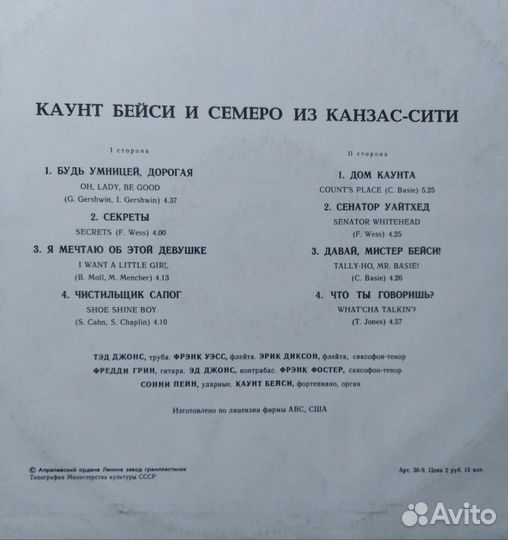 КАУНТ БЕЙСИ И СЕМЕРО ИЗ КАНЗАС-СИТИ
I сторона
1. БУДЬ УМНИЦЕЙ, ДОРОГАЯ
OH, LADY, BE GOOD
(G. Gershwin, I. Gershwin) 4.37
2. СЕКРЕТЫ
SECRETS (F. Wess) 4.00
3. Я МЕЧТАЮ ОБ ЭТОЙ ДЕВУШКЕ
I WANT A LITTLE GIRL
(B. Moll, M. Mencher) 4.13
4. ЧИСТИЛЬЩИК САПОГ
SHOE SHINE BOY
(S. Cahn, S. Chaplin) 4.10
II сторона
1. ДОМ КАУНТА
COUNT'S PLACE (C. Basie) 5.25
2. СЕНАТОР УАЙТХЕД
SENATOR WHITEHEAD
(F. Wess) 4.25
3. ДАВАЙ, МИСТЕР БЕЙСИ!
TALLY-HO, MR. BASIE!
(C. Basie) 4.26
4. ЧТО ТЫ ГОВОРИШЬ?
WHAT'CHA TALKIN'?
(T. Jones) 4.57
ТЭД ДЖОНС, труба. ФРЭНК УЭСС, флейта. ЭРИК ДИКСОН, флейта, саксофон-тенор
ФРЕДДИ ГРИН, гитара. ЭД ДЖОНС, контрабас. ФРЭНК ФОСТЕР, саксофон-тенор
СОННИ ПЕЙН, ударные. КАУНТ БЕЙСИ, фортепиано, орган
Изготовлено по лицензии фирмы ABC, США
© Апрелевский ордена Ленина завод грампластинок
Типография Министерства культуры СССР
Арт. 36-9. Цена 2 руб. 15 коп.
Avito